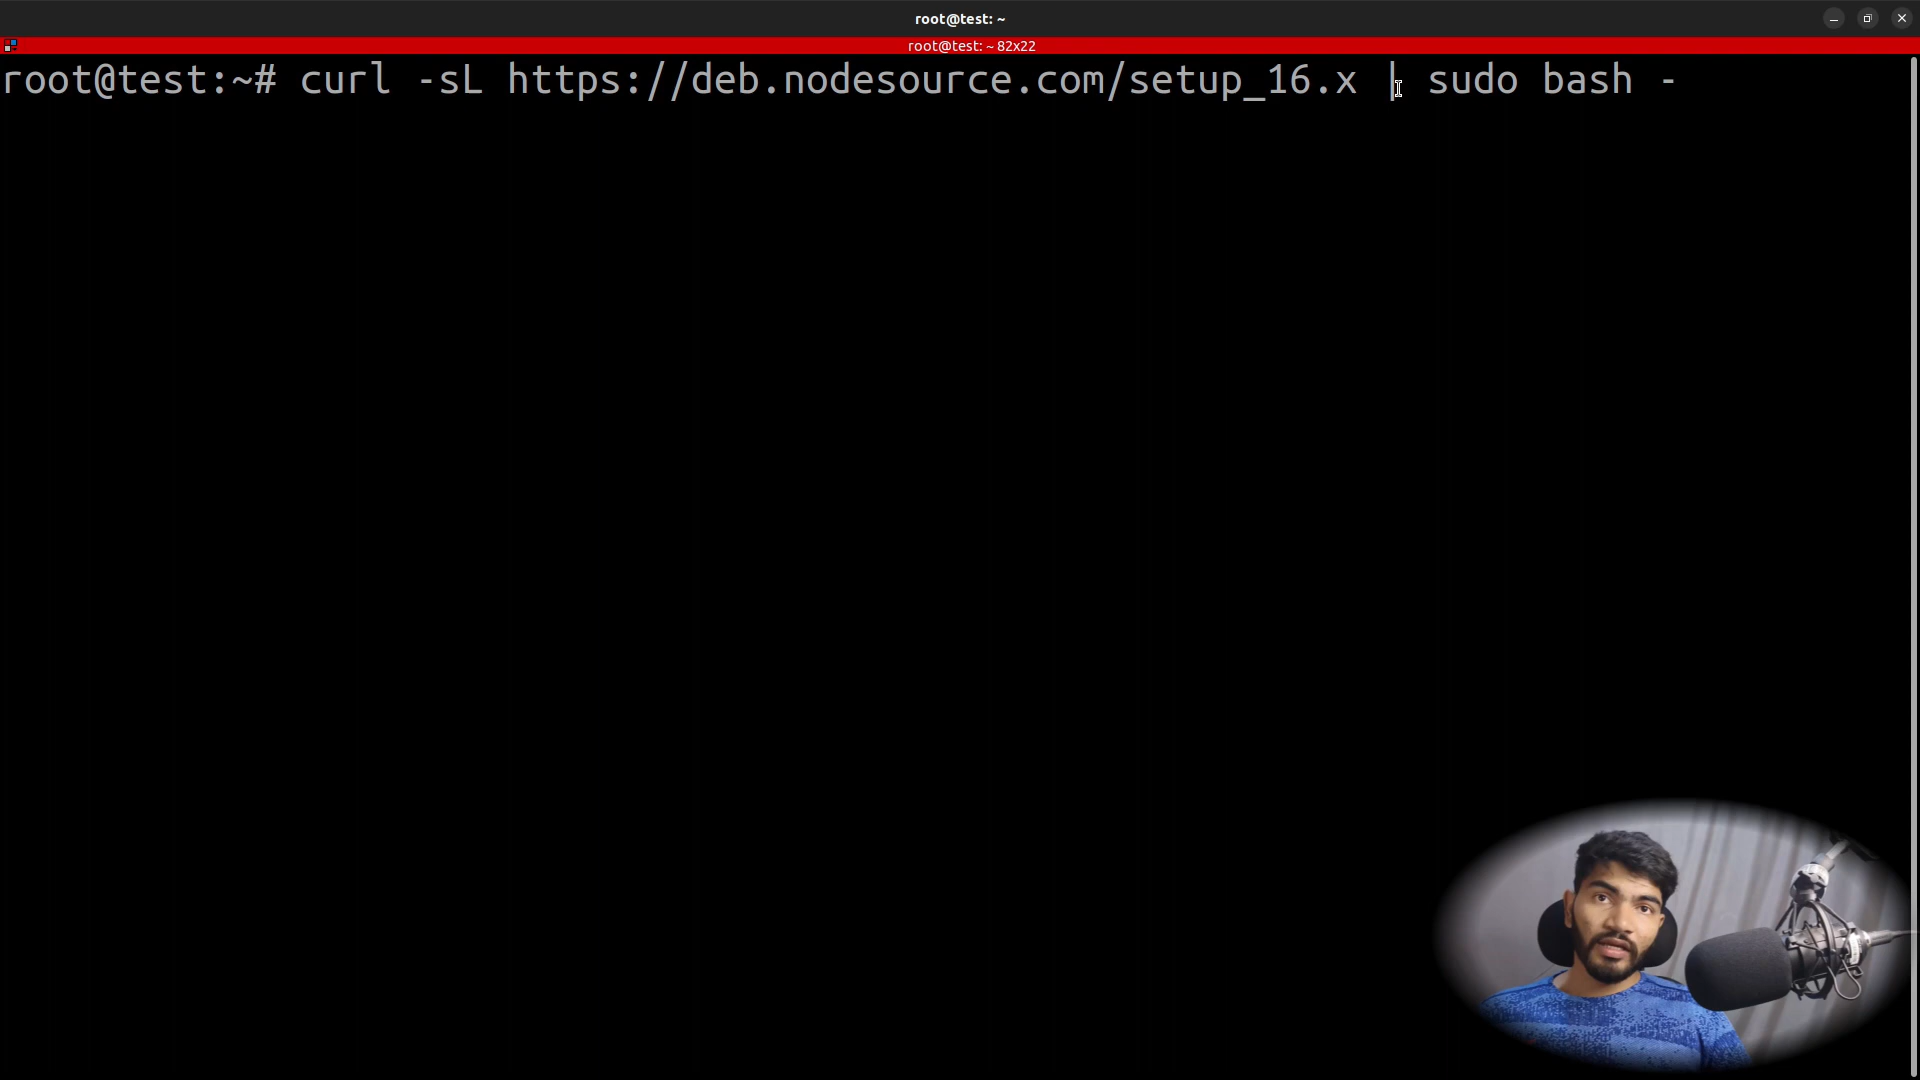 root@test: ~
root@test: ~ 82x22
root@test:~# curl -sL https://deb.nodesource.com/setup_16.x | sudo bash -